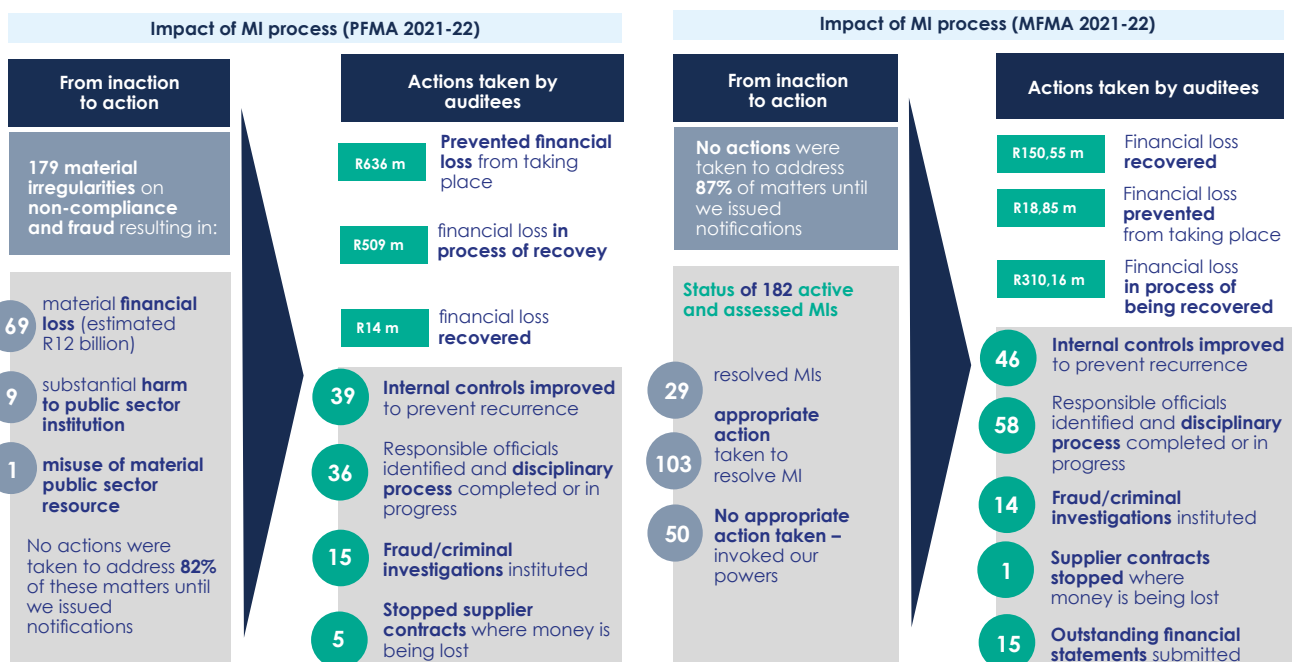 Impact of MI process (PFMA 2021-22)
From inaction
to action
179 material
irregularities on
non-compliance
and fraud resulting in:
69
material financial
loss (estimated
R12 billion)
9
substantial harm
to public sector
institution
1
misuse of material
public sector
resource
No actions were
taken to address 82%
of these matters until
we issued
notifications
Actions taken by
auditees
R636 m
Prevented financial
loss from taking
place
R509 m
financial loss in
process of recovey
R14 m
financial loss
recovered
39
Internal controls improved
to prevent recurrence
36
Responsible officials
identified and disciplinary
process completed or in
progress
15
Fraud/criminal
investigations instituted
5
Stopped supplier
contracts where money is
being lost
Impact of MI process (MFMA 2021-22)
From inaction
to action
No actions were
taken to address
87% of matters until
we issued
notifications
Status of 182 active
and assessed MIs
29
resolved MIs
103
appropriate
action
taken to
resolve MI
50
No appropriate
action taken –
invoked our
powers
Actions taken by auditees
R150,55 m
Financial loss
recovered
R18,85 m
Financial loss
prevented
from taking place
R310,16 m
Financial loss
in process of
being recovered
46
Internal controls improved
to prevent recurrence
58
Responsible officials
identified and disciplinary
process completed or in
progress
14
Fraud/criminal
investigations instituted
1
Supplier contracts
stopped where
money is being lost
15
Outstanding financial
statements submitted